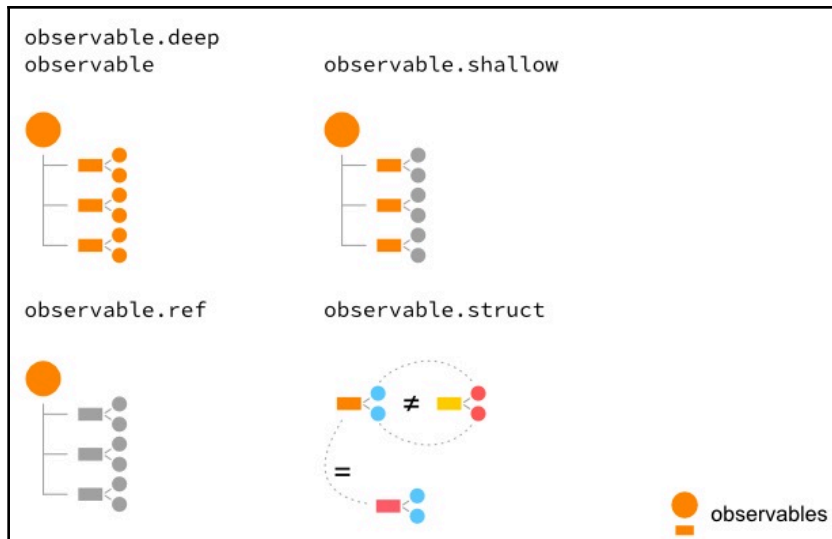 observable.deep
observable
observable.shallow
observable.ref
observable.struct
≠
=
observables